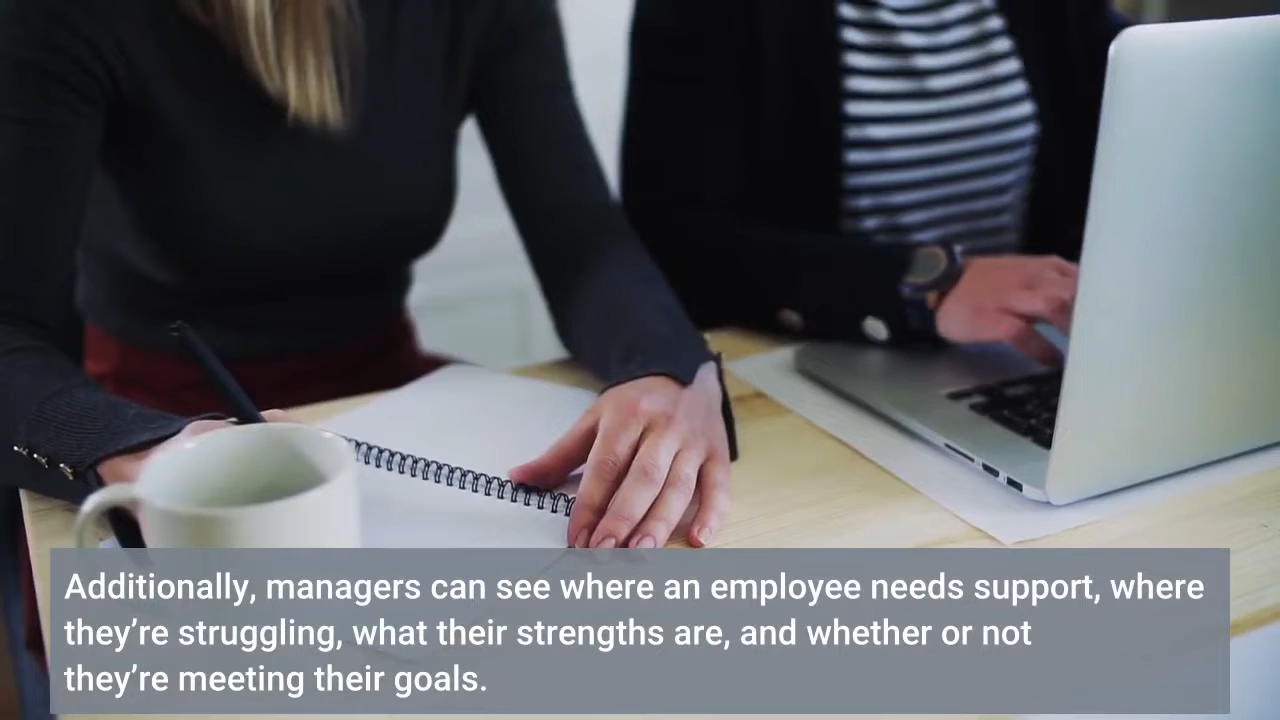 Additionally, managers can see where an employee needs support, where
they’re struggling, what their strengths are, and whether or not
they’re meeting their goals.